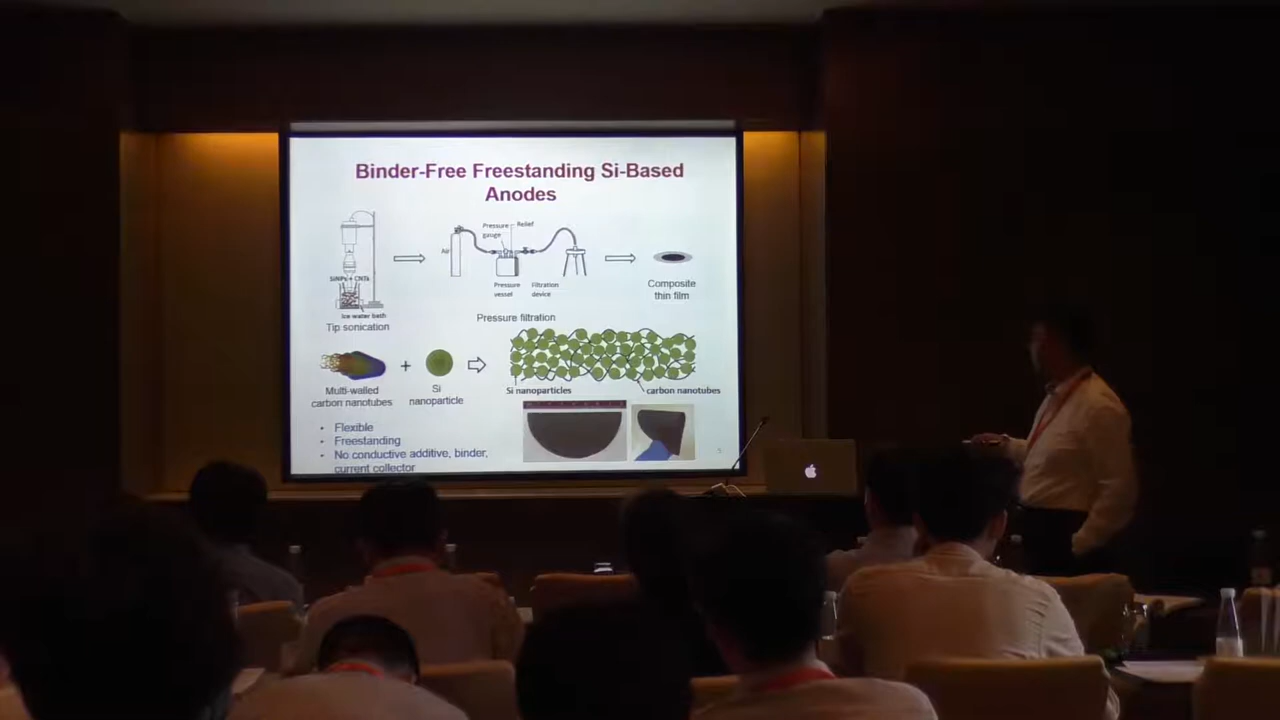 Binder-Free Freestanding Si-Based
Anodes
Pressure
gauge
Relief
Air
SiNPs + CNTs
Ice water bath
Tip sonication
Pressure
vessel
Filtration
device
Pressure filtration
Composite
thin film
Multi-walled
carbon nanotubes
+
Si
nanoparticle
Si nanoparticles
carbon nanotubes
• Flexible
• Freestanding
• No conductive additive, binder,
current collector
5